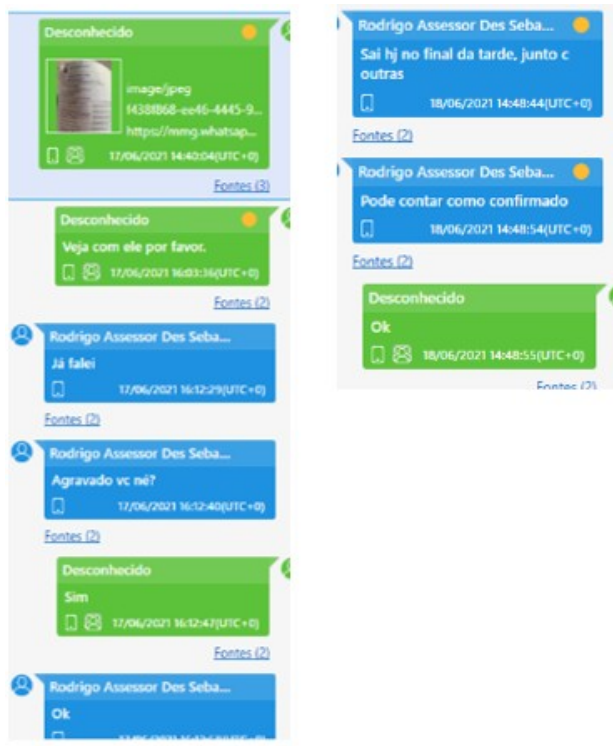 Desconhecido
image/jpeg
f438f868-ee46-4445-9...
https://mmg.whatsap...
17/06/2021 14:40:04(UTC+0)
Fontes (3)
Desconhecido
Veja com ele por favor.
17/06/2021 16:03:36(UTC+0)
Fontes (2)
Rodrigo Assessor Des Seba...
Já falei
17/06/2021 16:12:29(UTC+0)
Fontes (2)
Rodrigo Assessor Des Seba...
Agravado vc né?
17/06/2021 16:12:40(UTC+0)
Fontes (2)
Desconhecido
Sim
17/06/2021 16:12:47(UTC+0)
Fontes (2)
Rodrigo Assessor Des Seba...
Ok
Rodrigo Assessor Des Seba...
Sai hj no final da tarde, junto c
outras
18/06/2021 14:48:44(UTC+0)
Fontes (2)
Rodrigo Assessor Des Seba...
Pode contar como confirmado
18/06/2021 14:48:54(UTC+0)
Fontes (2)
Desconhecido
Ok
18/06/2021 14:48:55(UTC+0)
Fontes (2)